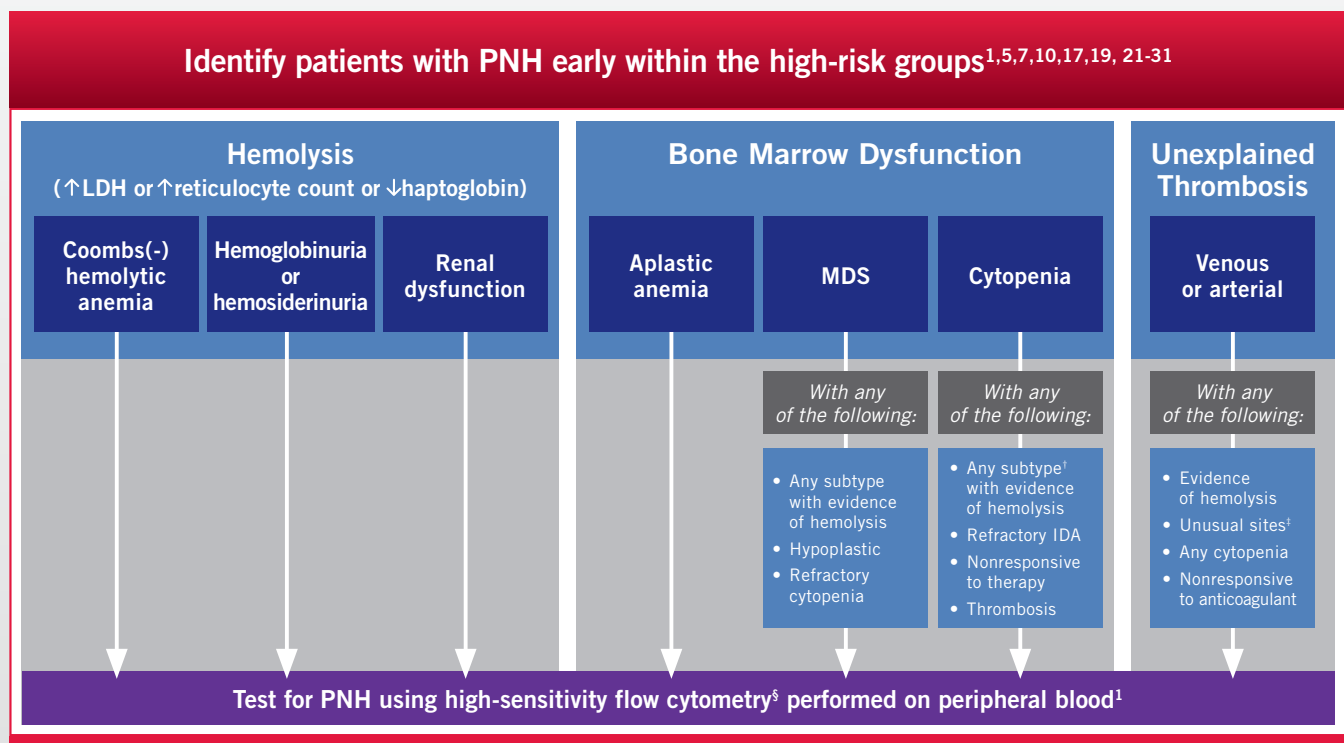 Identify patients with PNH early within the high-risk groups1,5,7,10,17,19, 21-31
Hemolysis
(↑LDH or ↑reticulocyte count or ↓haptoglobin)
Coombs(-)
hemolytic
anemia
Hemoglobinuria
or
hemosiderinuria
Renal
dysfunction
Bone Marrow Dysfunction
Aplastic
anemia
MDS
With any
of the following:
• Any subtype
with evidence
of hemolysis
• Hypoplastic
• Refractory
cytopenia
Cytopenia
With any
of the following:
• Any subtype†
with evidence
of hemolysis
• Refractory IDA
• Nonresponsive
to therapy
• Thrombosis
Unexplained
Thrombosis
Venous
or arterial
With any
of the following:
• Evidence
of hemolysis
• Unusual sites‡
• Any cytopenia
• Nonresponsive
to anticoagulant
Test for PNH using high-sensitivity flow cytometry§ performed on peripheral blood1